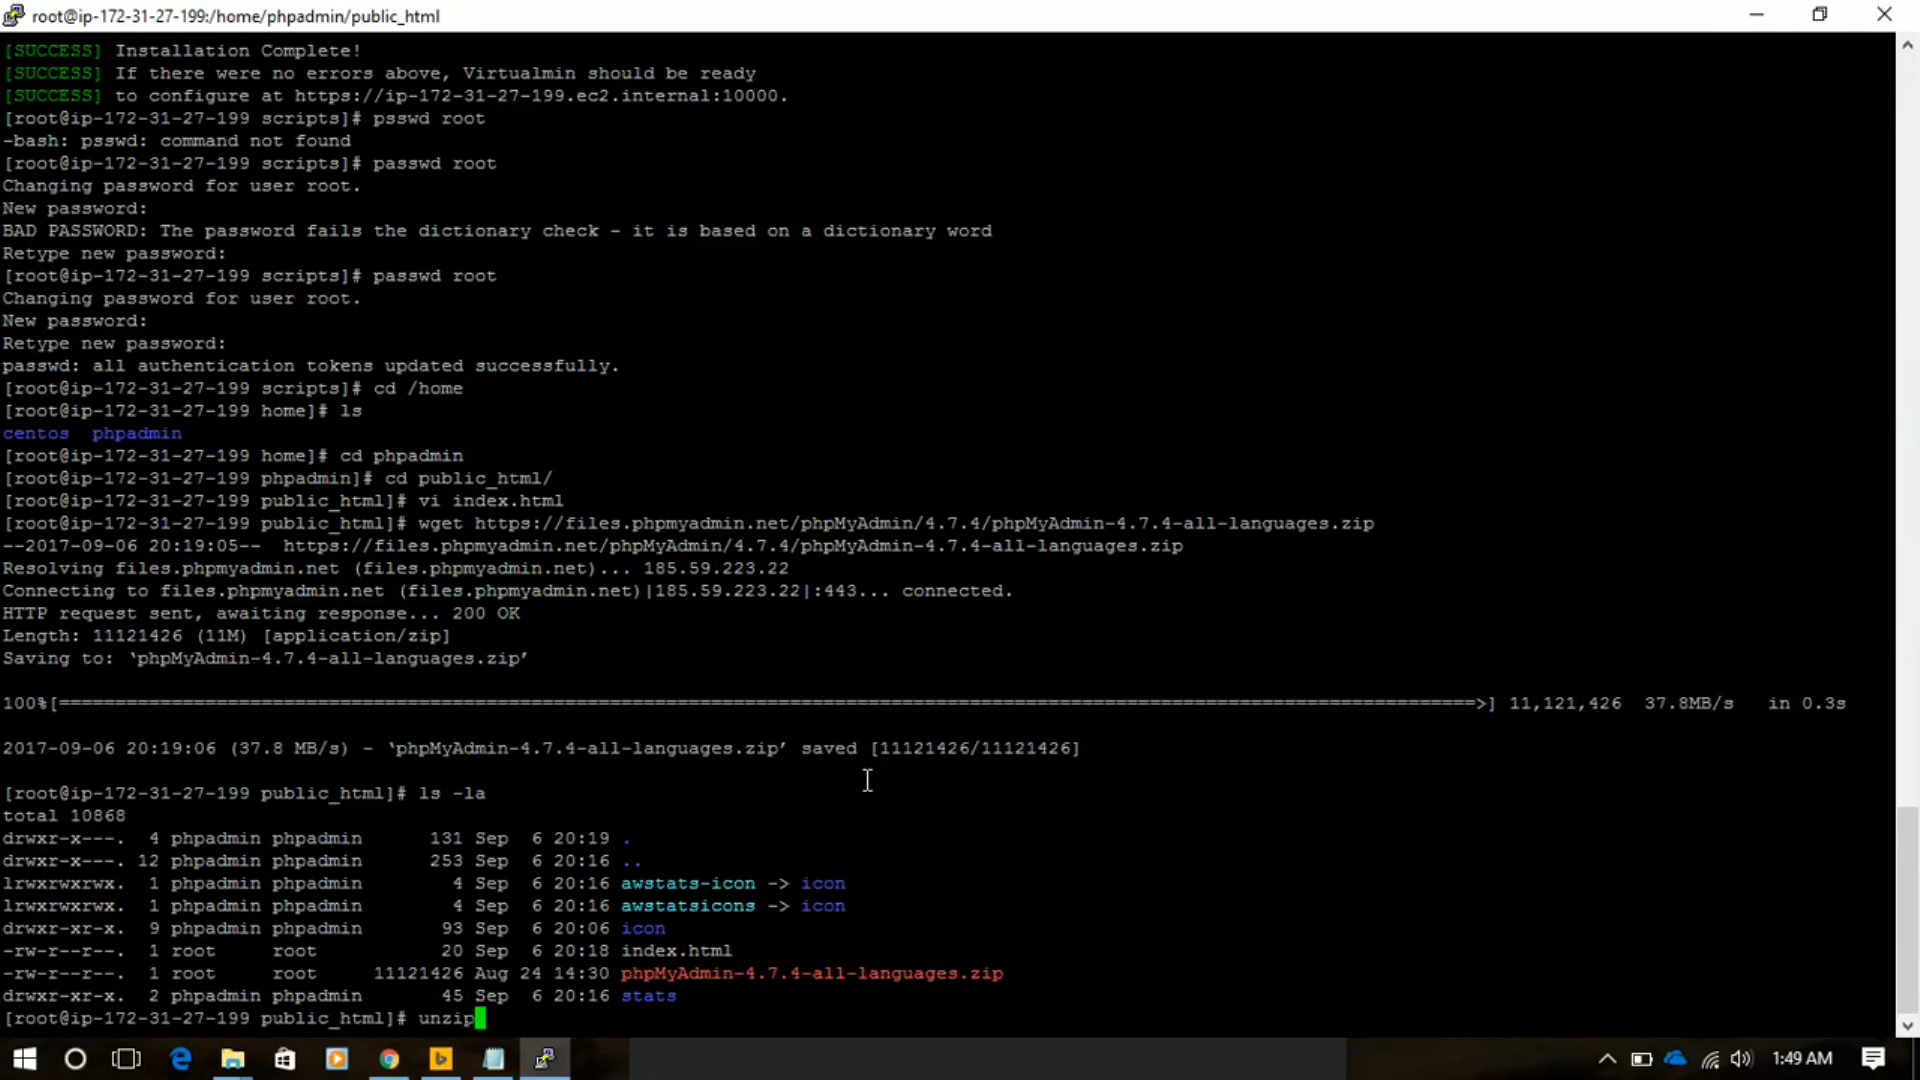 root@ip-172-31-27-199:/home/phpadmin/public_html
[SUCCESS] Installation Complete!
[SUCCESS] If there were no errors above, Virtualmin should be ready
[SUCCESS] to configure at https://ip-172-31-27-199.ec2.internal:10000.
[root@ip-172-31-27-199 scripts]# psswd root
-bash: psswd: command not found
[root@ip-172-31-27-199 scripts]# passwd root
Changing password for user root.
New password:
BAD PASSWORD: The password fails the dictionary check - it is based on a dictionary word
Retype new password:
[root@ip-172-31-27-199 scripts]# passwd root
Changing password for user root.
New password:
Retype new password:
passwd: all authentication tokens updated successfully.
[root@ip-172-31-27-199 scripts]# cd /home
[root@ip-172-31-27-199 home]# ls
centos  phpadmin
[root@ip-172-31-27-199 home]# cd phpadmin
[root@ip-172-31-27-199 phpadmin]# cd public_html/
[root@ip-172-31-27-199 public_html]# vi index.html
[root@ip-172-31-27-199 public_html]# wget https://files.phpmyadmin.net/phpMyAdmin/4.7.4/phpMyAdmin-4.7.4-all-languages.zip
--2017-09-06 20:19:05--  https://files.phpmyadmin.net/phpMyAdmin/4.7.4/phpMyAdmin-4.7.4-all-languages.zip
Resolving files.phpmyadmin.net (files.phpmyadmin.net)... 185.59.223.22
Connecting to files.phpmyadmin.net (files.phpmyadmin.net)|185.59.223.22|:443... connected.
HTTP request sent, awaiting response... 200 OK
Length: 11121426 (11M) [application/zip]
Saving to: ‘phpMyAdmin-4.7.4-all-languages.zip’
100%[==============================================================================================================================>] 11,121,426  37.8MB/s   in 0.3s
2017-09-06 20:19:06 (37.8 MB/s) - ‘phpMyAdmin-4.7.4-all-languages.zip’ saved [11121426/11121426]
[root@ip-172-31-27-199 public_html]# ls -la
total 10868
drwxr-x---.  4 phpadmin phpadmin      131 Sep  6 20:19 .
drwxr-x---. 12 phpadmin phpadmin      253 Sep  6 20:16 ..
lrwxrwxrwx.  1 phpadmin phpadmin        4 Sep  6 20:16 awstats-icon -> icon
lrwxrwxrwx.  1 phpadmin phpadmin        4 Sep  6 20:16 awstatsicons -> icon
drwxr-xr-x.  9 phpadmin phpadmin       93 Sep  6 20:06 icon
-rw-r--r--.  1 root     root           20 Sep  6 20:18 index.html
-rw-r--r--.  1 root     root     11121426 Aug 24 14:30 phpMyAdmin-4.7.4-all-languages.zip
drwxr-xr-x.  2 phpadmin phpadmin       45 Sep  6 20:16 stats
[root@ip-172-31-27-199 public_html]# unzip
1:49 AM